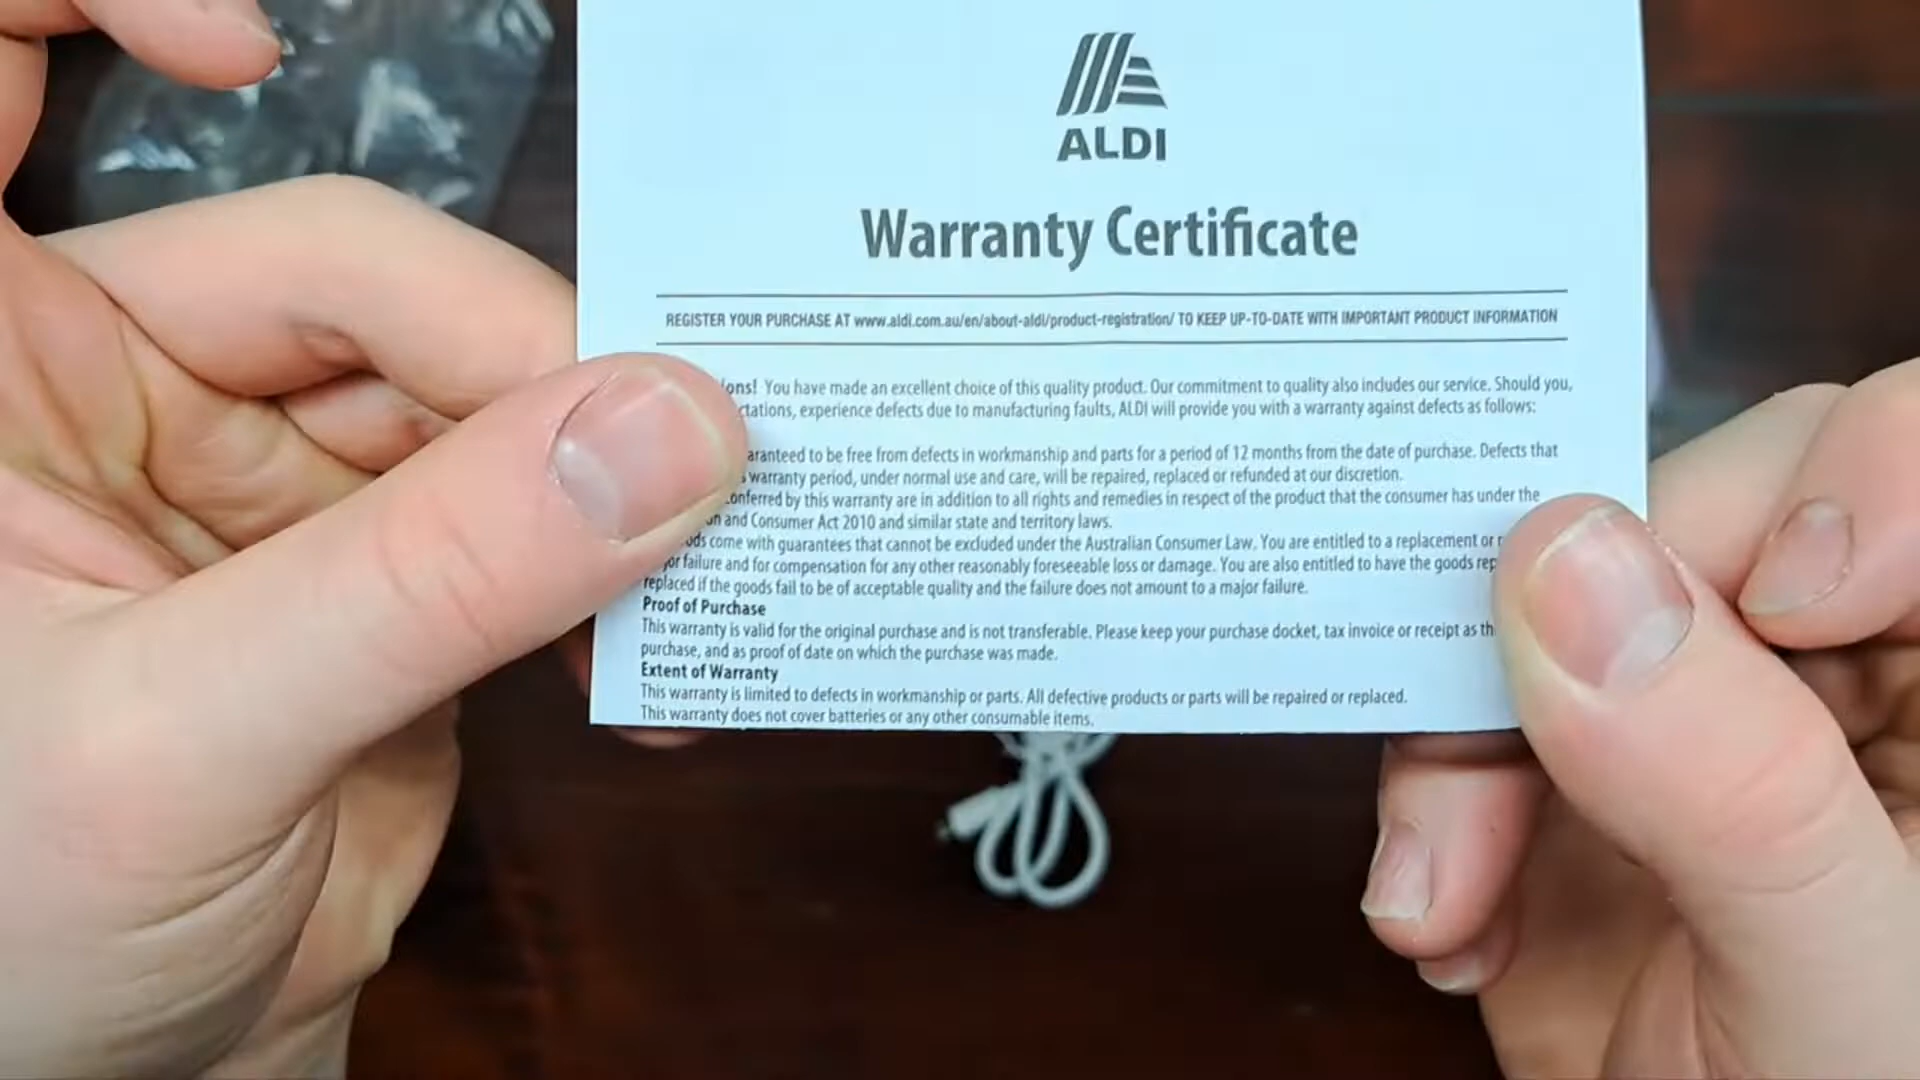 ALDI
Warranty Certificate
REGISTER YOUR PURCHASE AT www.aldi.com.au/en/about-aldi/product-registration/ TO KEEP UP-TO-DATE WITH IMPORTANT PRODUCT INFORMATION
You have made an excellent choice of this quality product. Our commitment to quality also includes our service. Should you,
experience defects due to manufacturing faults, ALDI will provide you with a warranty against defects as follows:
to be free from defects in workmanship and parts for a period of 12 months from the date of purchase. Defects that
warranty period, under normal use and care, will be repaired, replaced or refunded at our discretion.
by this warranty are in addition to all rights and remedies in respect of the product that the consumer has under the
and Consumer Act 2010 and similar state and territory laws.
come with guarantees that cannot be excluded under the Australian Consumer Law. You are entitled to a replacement or
failure and for compensation for any other reasonably foreseeable loss or damage. You are also entitled to have the goods
replaced if the goods fail to be of acceptable quality and the failure does not amount to a major failure.
Proof of Purchase
This warranty is valid for the original purchase and is not transferable. Please keep your purchase docket, tax invoice or receipt as
purchase, and as proof of date on which the purchase was made.
Extent of Warranty
This warranty is limited to defects in workmanship or parts. All defective products or parts will be repaired or replaced.
This warranty does not cover batteries or any other consumable items.